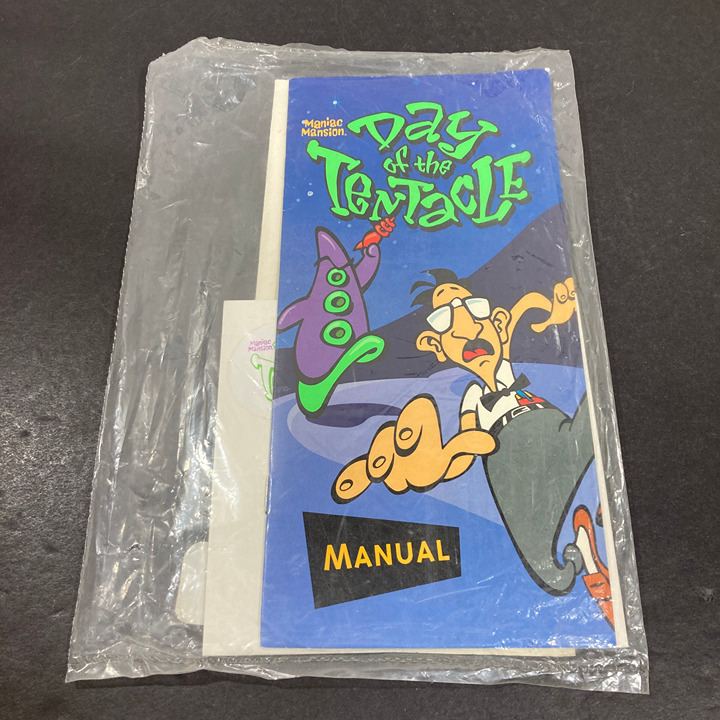 Maniac
Mansion.
Day
of the
Tentacle
Manual
Maniac
Mansion
T